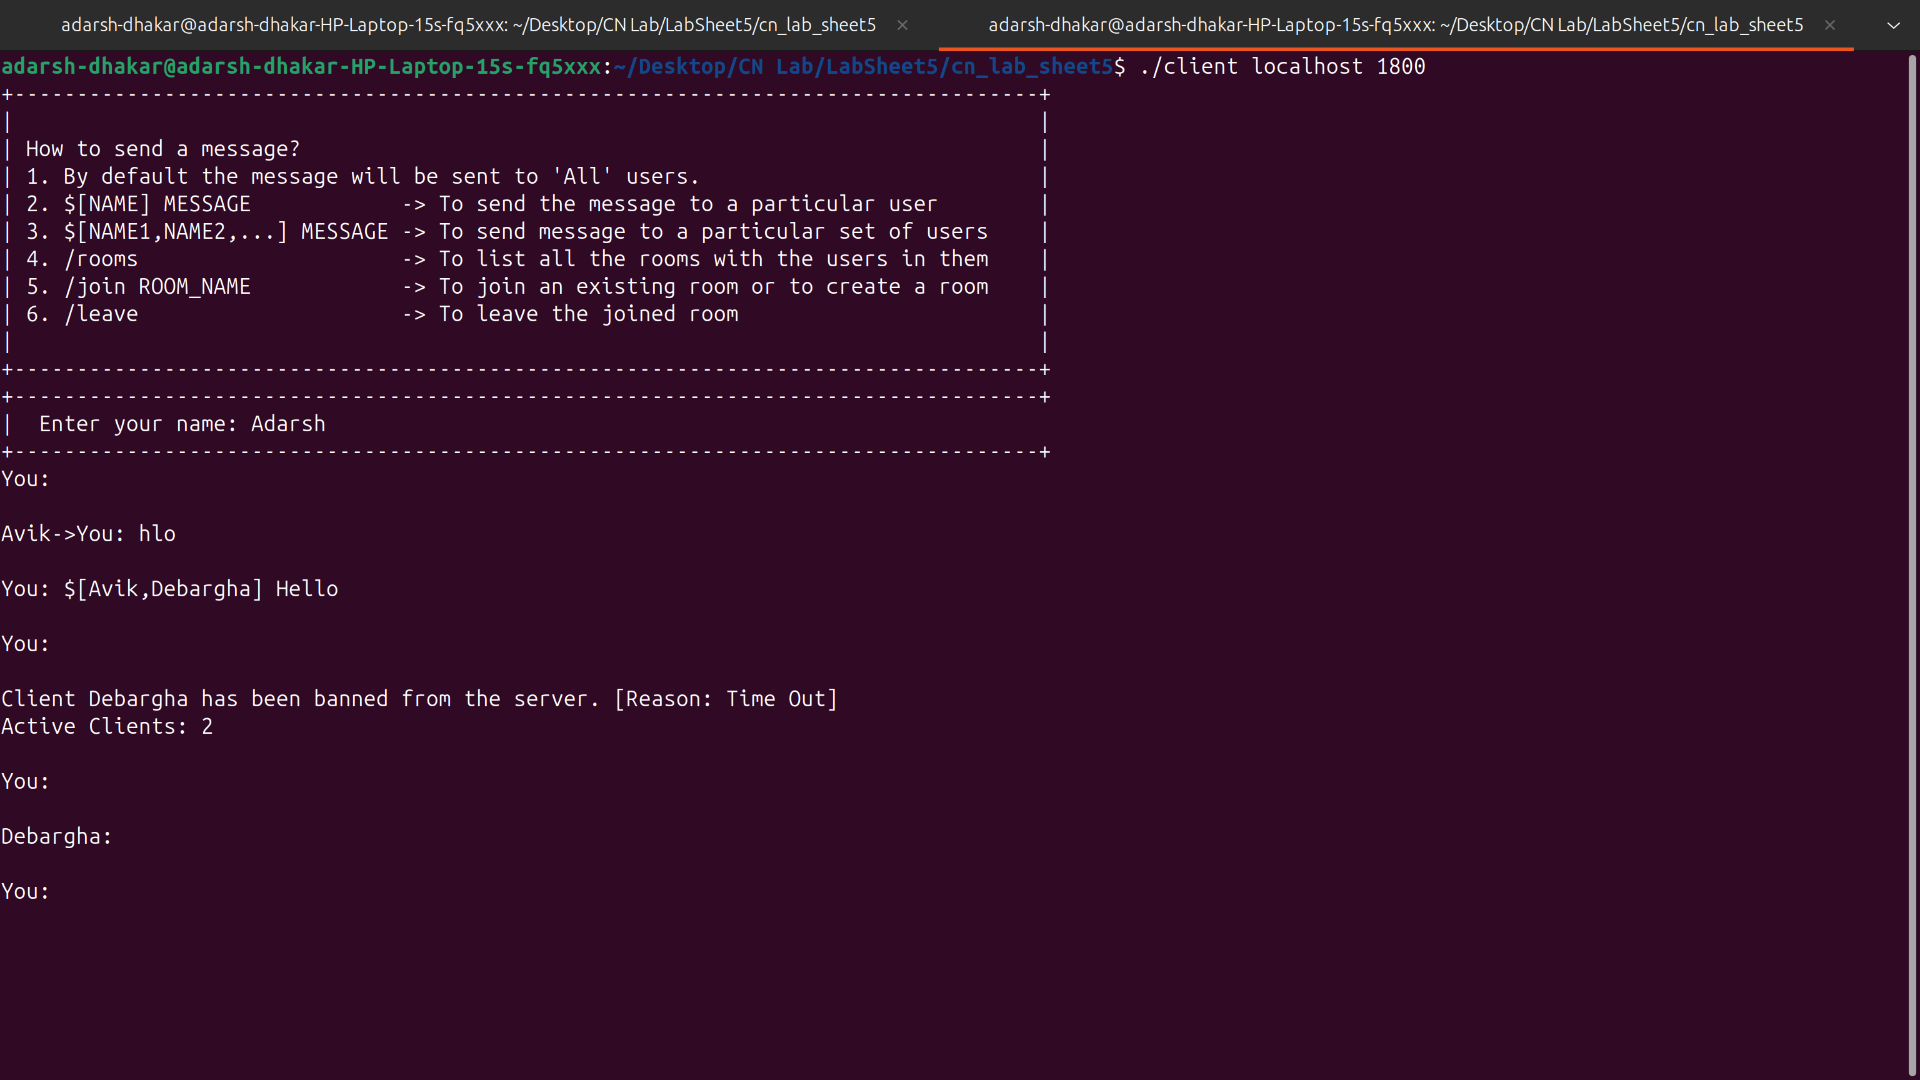 adarsh-dhakar@adarsh-dhakar-HP-Laptop-15s-fq5xxx: ~/Desktop/CN Lab/LabSheet5/cn_lab_sheet5 × adarsh-dhakar@adarsh-dhakar-HP-Laptop-15s-fq5xxx: ~/Desktop/CN Lab/LabSheet5/cn_lab_sheet5 ×
adarsh-dhakar@adarsh-dhakar-HP-Laptop-15s-fq5xxx:~/Desktop/CN Lab/LabSheet5/cn_lab_sheet5$ ./client localhost 1800
+----------------------------------------------------------------------------------+
|                                                                                  |
| How to send a message?                                                           |
| 1. By default the message will be sent to 'All' users.                           |
| 2. $[NAME] MESSAGE            -> To send the message to a particular user        |
| 3. $[NAME1,NAME2,...] MESSAGE -> To send message to a particular set of users    |
| 4. /rooms                     -> To list all the rooms with the users in them    |
| 5. /join ROOM_NAME            -> To join an existing room or to create a room    |
| 6. /leave                     -> To leave the joined room                        |
|                                                                                  |
+----------------------------------------------------------------------------------+
+----------------------------------------------------------------------------------+
|  Enter your name: Adarsh
+----------------------------------------------------------------------------------+
You:
Avik->You: hlo
You: $[Avik,Debargha] Hello
You:
Client Debargha has been banned from the server. [Reason: Time Out]
Active Clients: 2
You:
Debargha:
You: